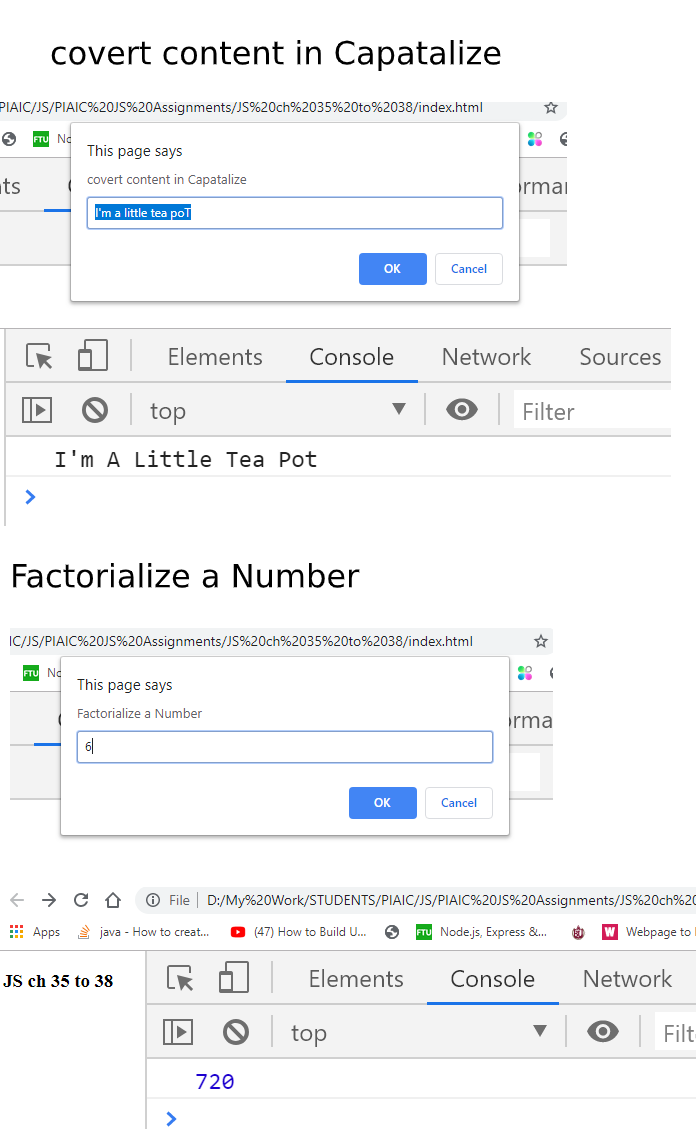 covert content in Capatalize
PIAIC/JS/PIAIC%20JS%20Assignments/JS%20ch%2035%20to%2038/index.html
FTU No
This page says
nts
covert content in Capatalize
ormar
I'm a little tea poT
OK Cancel
Elements Console Network Sources
top Filter
I'm A Little Tea Pot
Factorialize a Number
IC/JS/PIAIC%20JS%20Assignments/JS%20ch%2035%20to%2038/index.html
FTU No
This page says
Factorialize a Number
orma
6
OK Cancel
File D:/My%20Work/STUDENTS/PIAIC/JS/PIAIC%20JS%20Assignments/JS%20ch%20
Apps java - How to creat... (47) How to Build U... FTU Node.js, Express &... W Webpage to
JS ch 35 to 38
Elements Console Network
top Filt
720